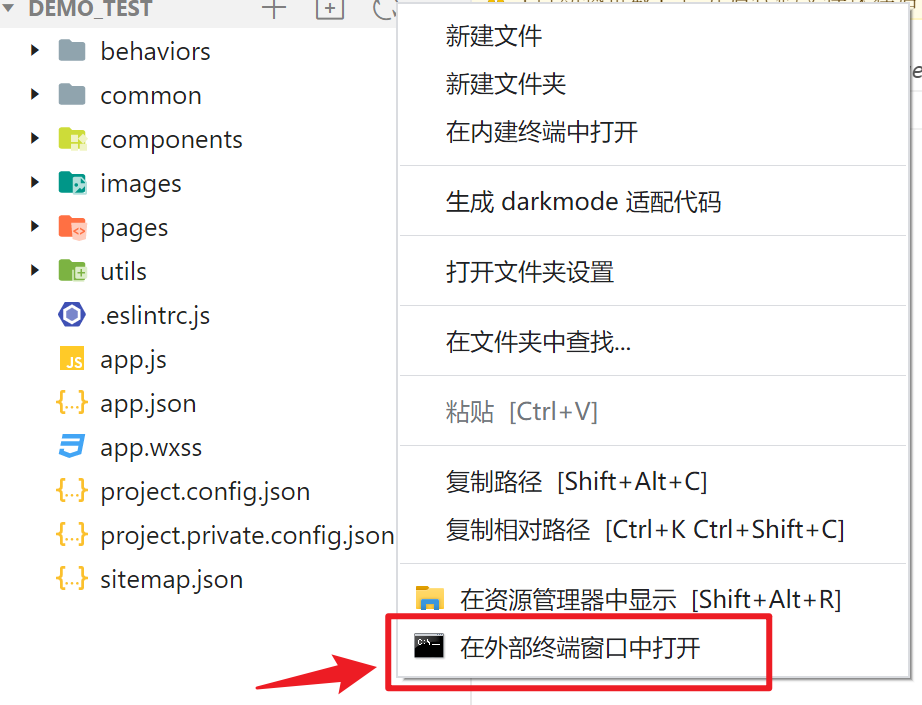 DEMO_TEST
behaviors
common
components
images
pages
utils
.eslintrc.js
JS
app.js
app.json
app.wxss
project.config.json
project.private.config.json
sitemap.json
新建文件
新建文件夹
在内建终端中打开
生成 darkmode 适配代码
打开文件夹设置
在文件夹中查找...
粘贴 [Ctrl+V]
复制路径 [Shift+Alt+C]
复制相对路径 [Ctrl+K Ctrl+Shift+C]
在资源管理器中显示 [Shift+Alt+R]
在外部终端窗口中打开